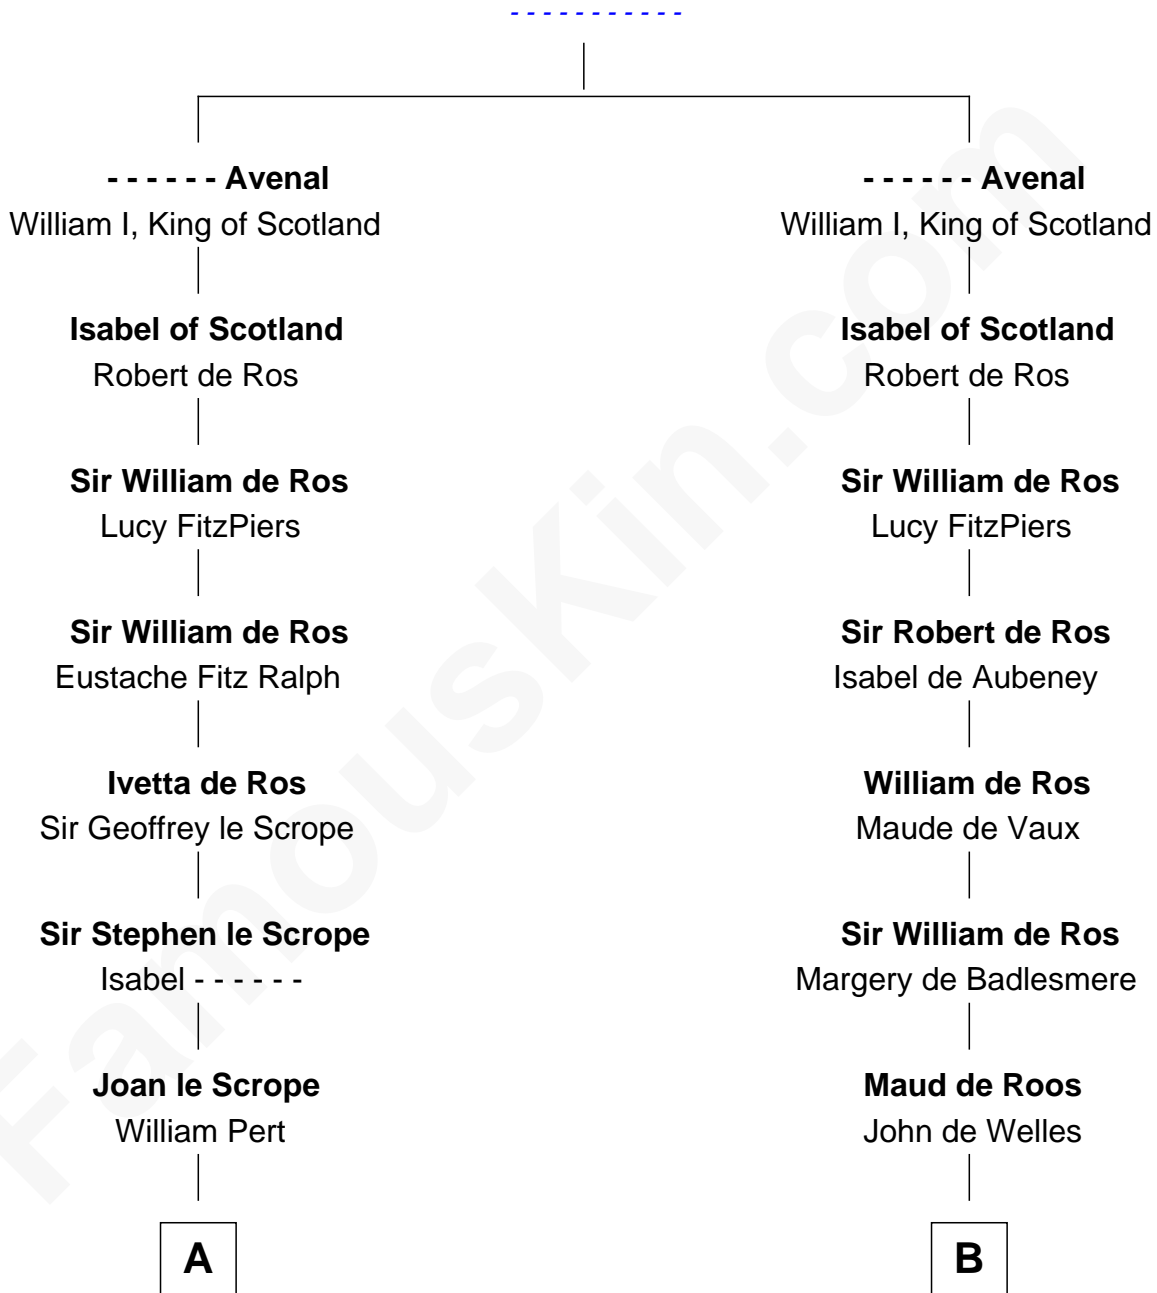 - - - - - - - - - - -
- - - - - - Avenal
William I, King of Scotland
Isabel of Scotland
Robert de Ros
Sir William de Ros
Lucy FitzPiers
Sir William de Ros
Eustache Fitz Ralph
Ivetta de Ros
Sir Geoffrey le Scrope
Sir Stephen le Scrope
Isabel - - - - - -
Joan le Scrope
William Pert
A
- - - - - - Avenal
William I, King of Scotland
Isabel of Scotland
Robert de Ros
Sir William de Ros
Lucy FitzPiers
Sir Robert de Ros
Isabel de Aubeney
William de Ros
Maude de Vaux
Sir William de Ros
Margery de Badlesmere
Maud de Roos
John de Welles
B
FamousKin.com